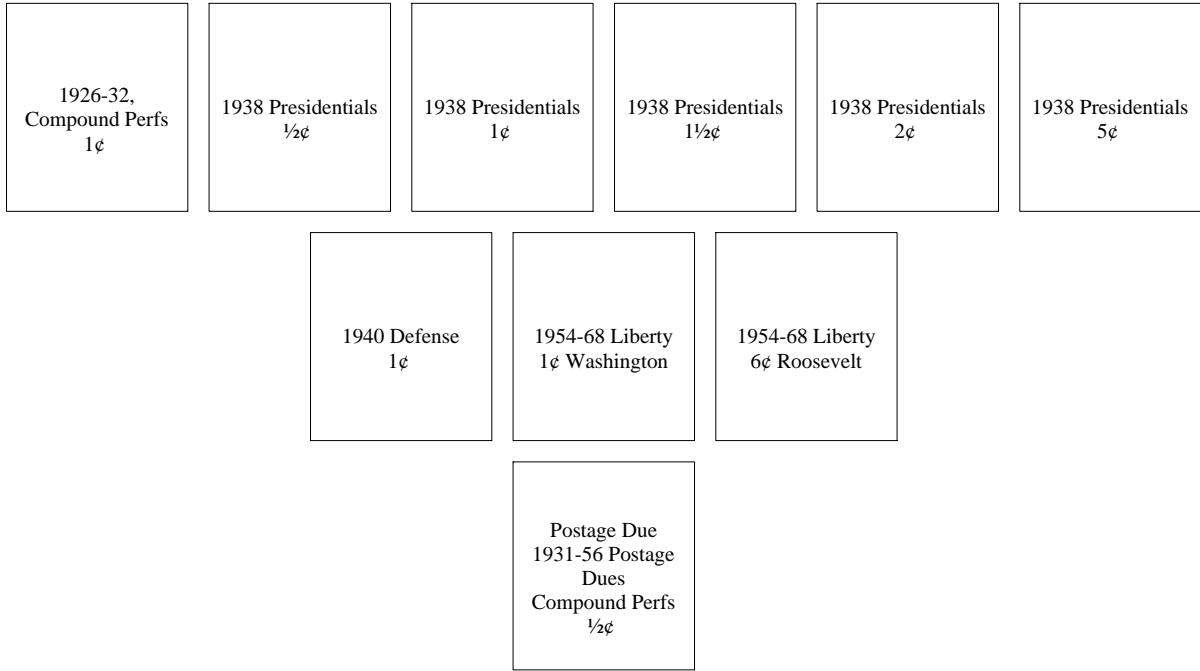 1926-32,
Compound Perfs
1¢
1938 Presidentials
½¢
1938 Presidentials
1¢
1938 Presidentials
1½¢
1938 Presidentials
2¢
1938 Presidentials
5¢
1940 Defense
1¢
1954-68 Liberty
1¢ Washington
1954-68 Liberty
6¢ Roosevelt
Postage Due
1931-56 Postage
Dues
Compound Perfs
½¢